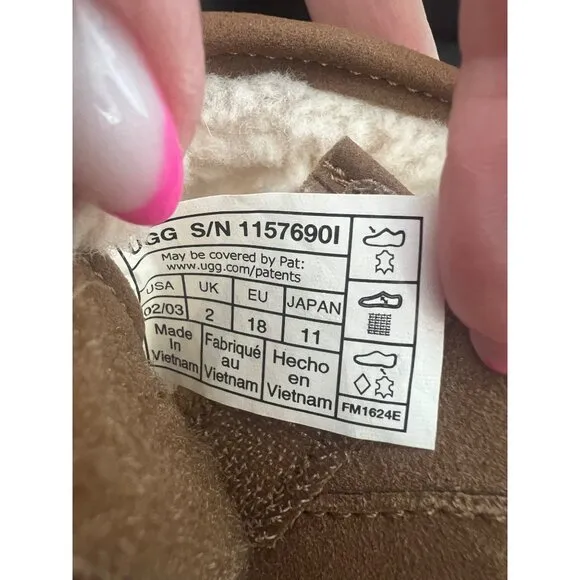 UGG S/N 1157690I
May be covered by Pat:
www.ugg.com/patents
USA UK EU JAPAN
02/03 2 18 11
Made In Vietnam
Fabriqué au Vietnam
Hecho en Vietnam
FM1624E